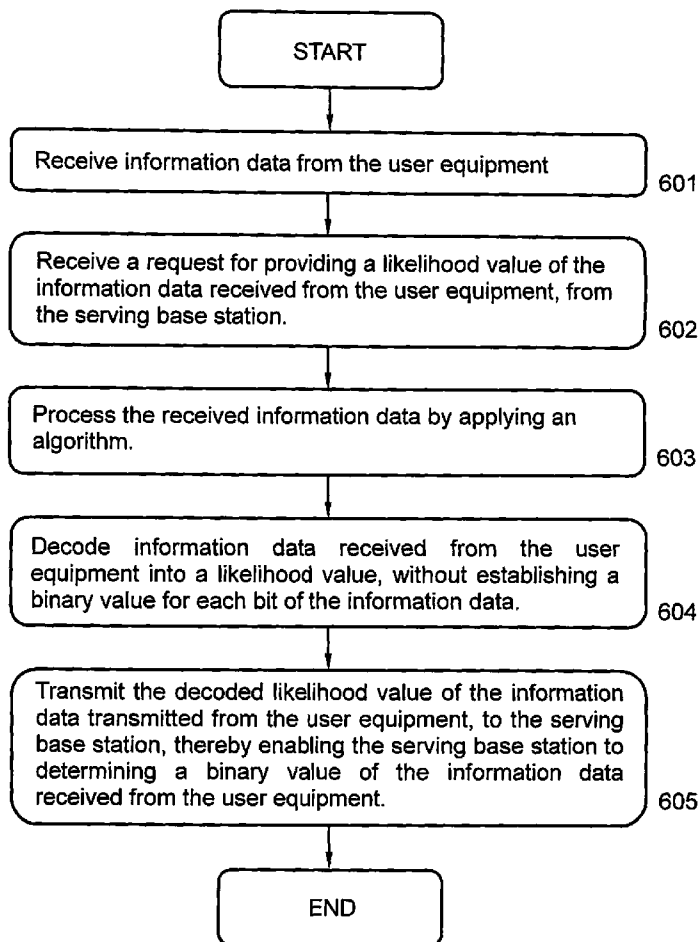 START
Receive information data from the user equipment
601
Receive a request for providing a likelihood value of the
information data received from the user equipment, from
the serving base station.
602
Process the received information data by applying an
algorithm.
603
Decode information data received from the user
equipment into a likelihood value, without establishing a
binary value for each bit of the information data.
604
Transmit the decoded likelihood value of the information
data transmitted from the user equipment, to the serving
base station, thereby enabling the serving base station to
determining a binary value of the information data
received from the user equipment.
605
END